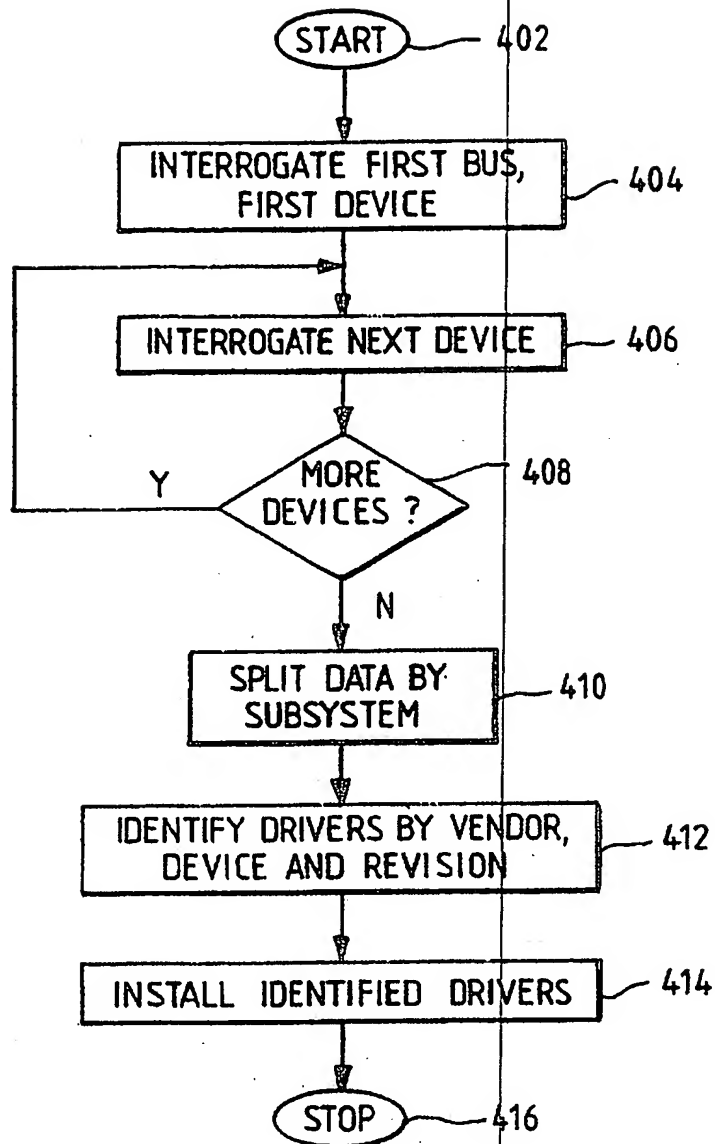 START
402
INTERROGATE FIRST BUS,
FIRST DEVICE
404
INTERROGATE NEXT DEVICE
406
MORE
DEVICES ?
408
Y
N
SPLIT DATA BY
SUBSYSTEM
410
IDENTIFY DRIVERS BY VENDOR,
DEVICE AND REVISION
412
INSTALL IDENTIFIED DRIVERS
414
STOP
416